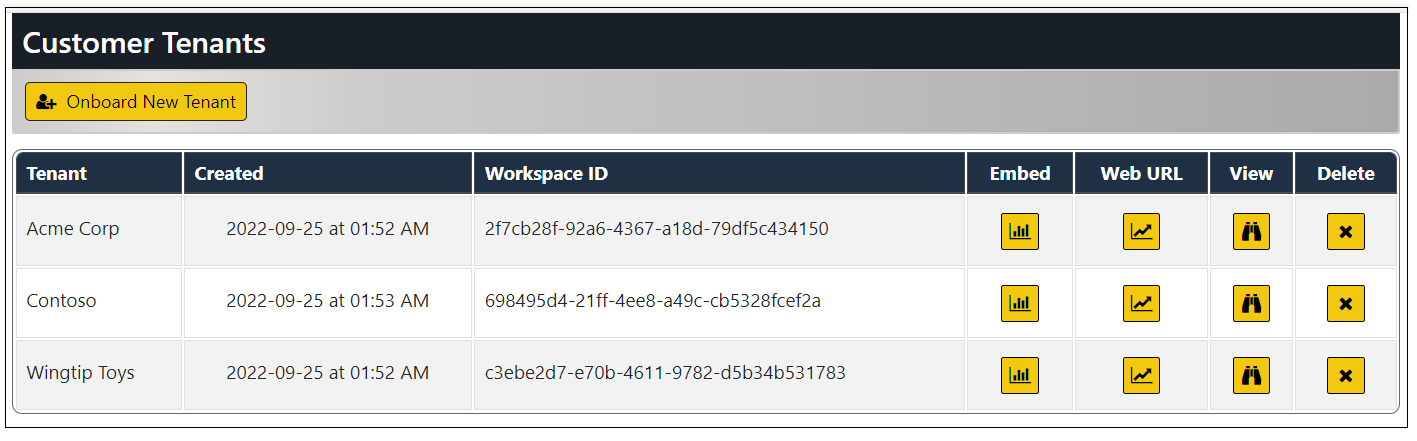 Customer Tenants
Onboard New Tenant
Tenant Created Workspace ID Embed Web URL View Delete
Acme Corp 2022-09-25 at 01:52 AM 2f7cb28f-92a6-4367-a18d-79df5c434150
Contoso 2022-09-25 at 01:53 AM 698495d4-21ff-4ee8-a49c-cb5328fcef2a
Wingtip Toys 2022-09-25 at 01:52 AM c3ebe2d7-e70b-4611-9782-d5b34b531783